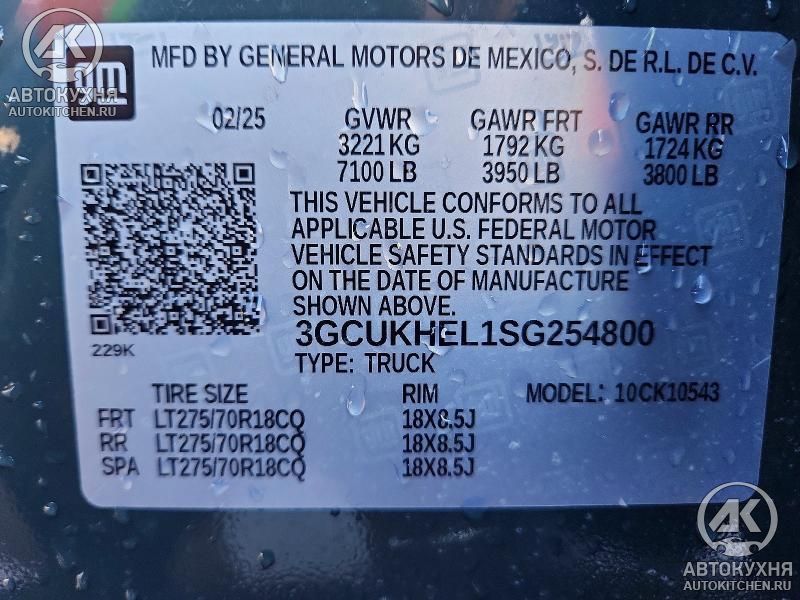 MFD BY GENERAL MOTORS DE MEXICO, S. DE R.L. DE C.V.
gm
АВТОКУХНЯ
AUTOKITCHEN.RU
02/25 GVWR GAWR FRT GAWR RR
3221 KG 1792 KG 1724 KG
7100 LB 3950 LB 3800 LB
THIS VEHICLE CONFORMS TO ALL
APPLICABLE U.S. FEDERAL MOTOR
VEHICLE SAFETY STANDARDS IN EFFECT
ON THE DATE OF MANUFACTURE
SHOWN ABOVE.
3GCUKHEL1SG254800
229K
TYPE: TRUCK
TIRE SIZE RIM MODEL: 10CK10543
FRT LT275/70R18CQ 18X8.5J
RR LT275/70R18CQ 18X8.5J
SPA LT275/70R18CQ 18X8.5J
АВТОКУХНЯ
AUTOKITCHEN.RU